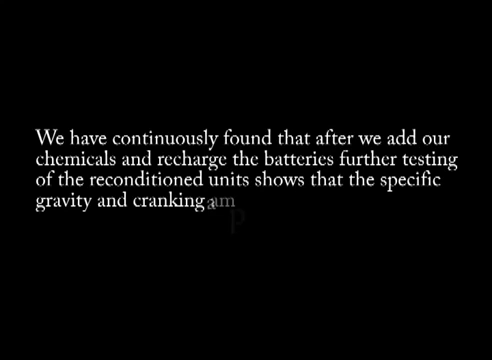 We have continuously found that after we add our
chemicals and recharge the batteries further testing
of the reconditioned units shows that the specific
gravity and cranking am
p